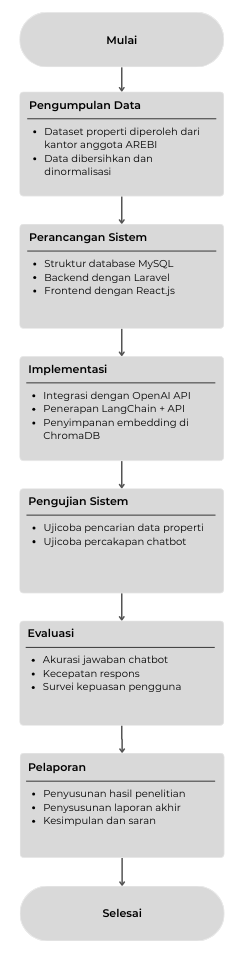 Mulai
Pengumpulan Data
• Dataset properti diperoleh dari
kantor anggota AREBI
• Data dibersihkan dan
dinormalisasi
Perancangan Sistem
• Struktur database MySQL
• Backend dengan Laravel
• Frontend dengan React.js
Implementasi
• Integrasi dengan OpenAI API
• Penerapan LangChain + API
• Penyimpanan embedding di
ChromaDB
Pengujian Sistem
• Ujicoba pencarian data properti
• Ujicoba percakapan chatbot
Evaluasi
• Akurasi jawaban chatbot
• Kecepatan respons
• Survei kepuasan pengguna
Pelaporan
• Penyusunan hasil penelitian
• Penysusunan laporan akhir
• Kesimpulan dan saran
Selesai